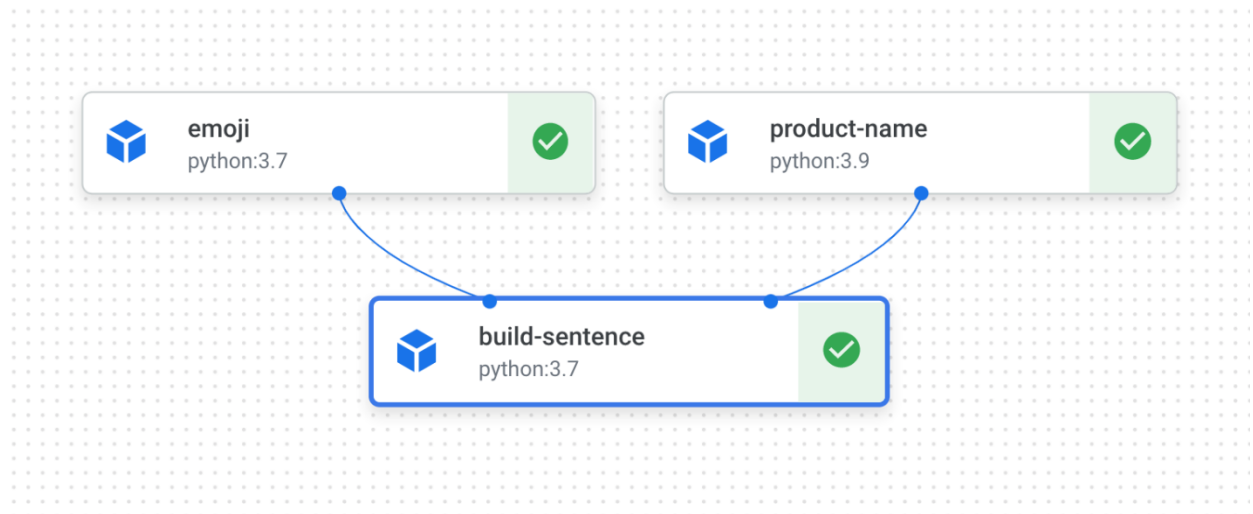 emoji
python:3.7
product-name
python:3.9
build-sentence
python:3.7